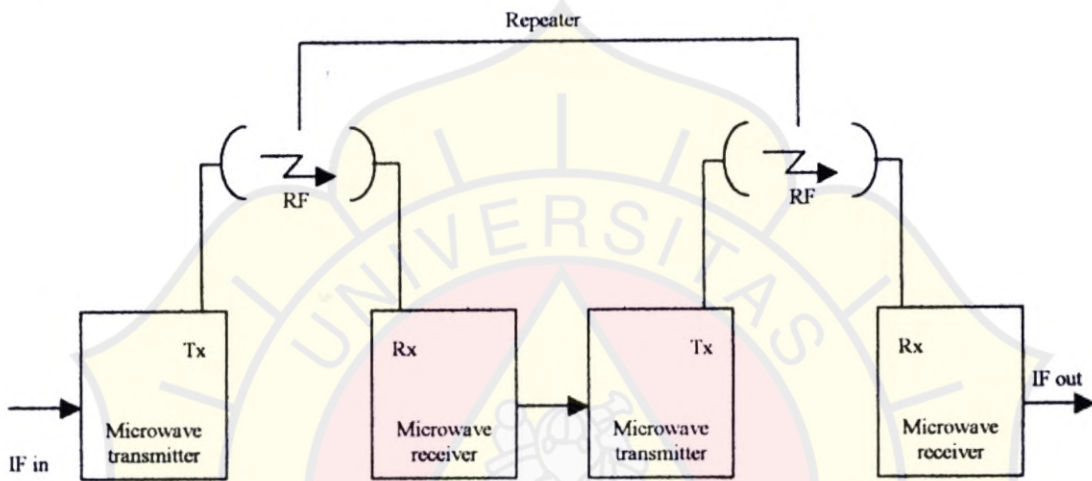 Repeater
RF
RF
Tx
Rx
Tx
Rx
IF in
Microwave
transmitter
Microwave
receiver
Microwave
transmitter
Microwave
receiver
IF out
UNIVERSITAS